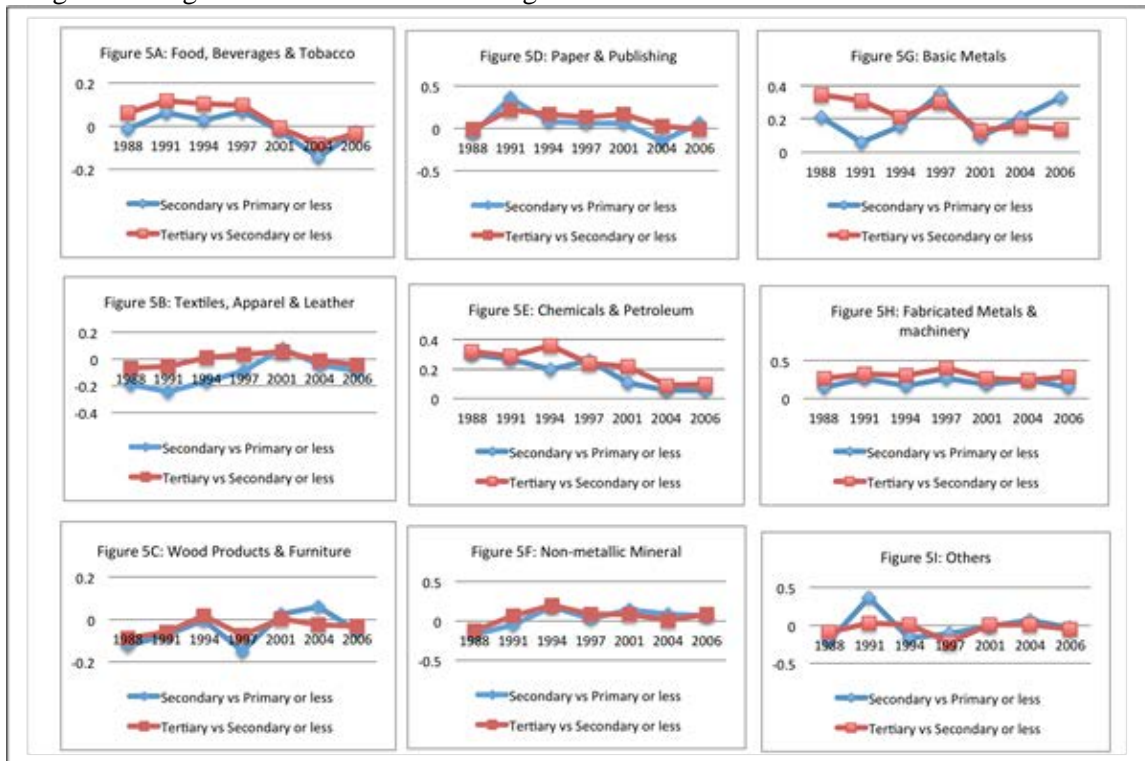 Figure 5A: Food, Beverages & Tobacco
0.2
0
-0.2
1988 1991 1994 1997 2001 2004 2006
Secondary vs Primary or less
Tertiary vs Secondary or less
Figure 5D: Paper & Publishing
0.5
0
-0.5
1988 1991 1994 1997 2001 2004 2006
Secondary vs Primary or less
Tertiary vs Secondary or less
Figure 5G: Basic Metals
0.4
0.2
0
1988 1991 1994 1997 2001 2004 2006
Secondary vs Primary or less
Tertiary vs Secondary or less
Figure 5B: Textiles, Apparel & Leather
0.2
0
-0.2
-0.4
1988 1991 1994 1997 2001 2004 2006
Secondary vs Primary or less
Tertiary vs Secondary or less
Figure 5E: Chemicals & Petroleum
0.4
0.2
0
1988 1991 1994 1997 2001 2004 2006
Secondary vs Primary or less
Tertiary vs Secondary or less
Figure 5H: Fabricated Metals &
machinery
0.5
0
1988 1991 1994 1997 2001 2004 2006
Secondary vs Primary or less
Tertiary vs Secondary or less
Figure 5C: Wood Products & Furniture
0.2
0
-0.2
1988 1991 1994 1997 2001 2004 2006
Secondary vs Primary or less
Tertiary vs Secondary or less
Figure 5F: Non-metallic Mineral
0.5
0
-0.5
1988 1991 1994 1997 2001 2004 2006
Secondary vs Primary or less
Tertiary vs Secondary or less
Figure 5I: Others
0.5
0
-0.5
1988 1991 1994 1997 2001 2004 2006
Secondary vs Primary or less
Tertiary vs Secondary or less